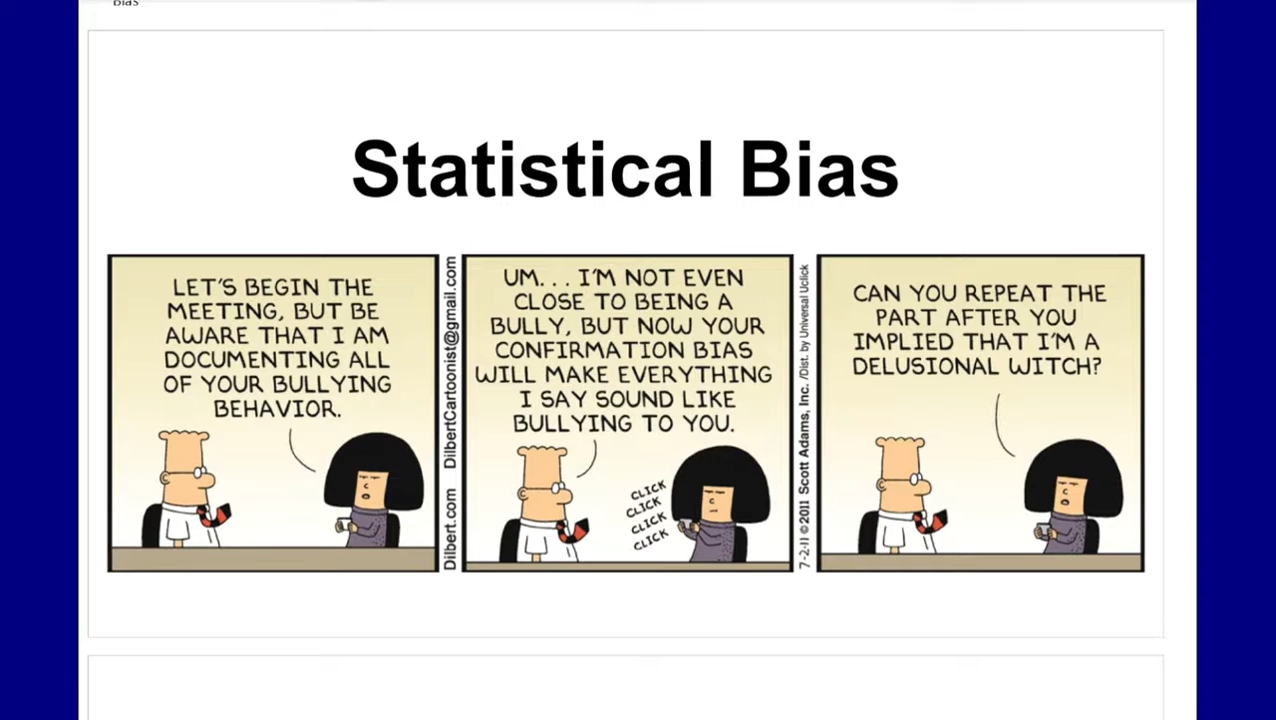 Bias
Statistical Bias
LET'S BEGIN THE
MEETING, BUT BE
AWARE THAT I AM
DOCUMENTING ALL
OF YOUR BULLYING
BEHAVIOR.
Dilbert.com DilbertCartoonist@gmail.com
UM... I'M NOT EVEN
CLOSE TO BEING A
BULLY, BUT NOW YOUR
CONFIRMATION BIAS
WILL MAKE EVERYTHING
I SAY SOUND LIKE
BULLYING TO YOU.
CLICK
CLICK
CLICK
CLICK
7-2-11 ©2011 Scott Adams, Inc. /Dist. by Universal Uclick
CAN YOU REPEAT THE
PART AFTER YOU
IMPLIED THAT I'M A
DELUSIONAL WITCH?